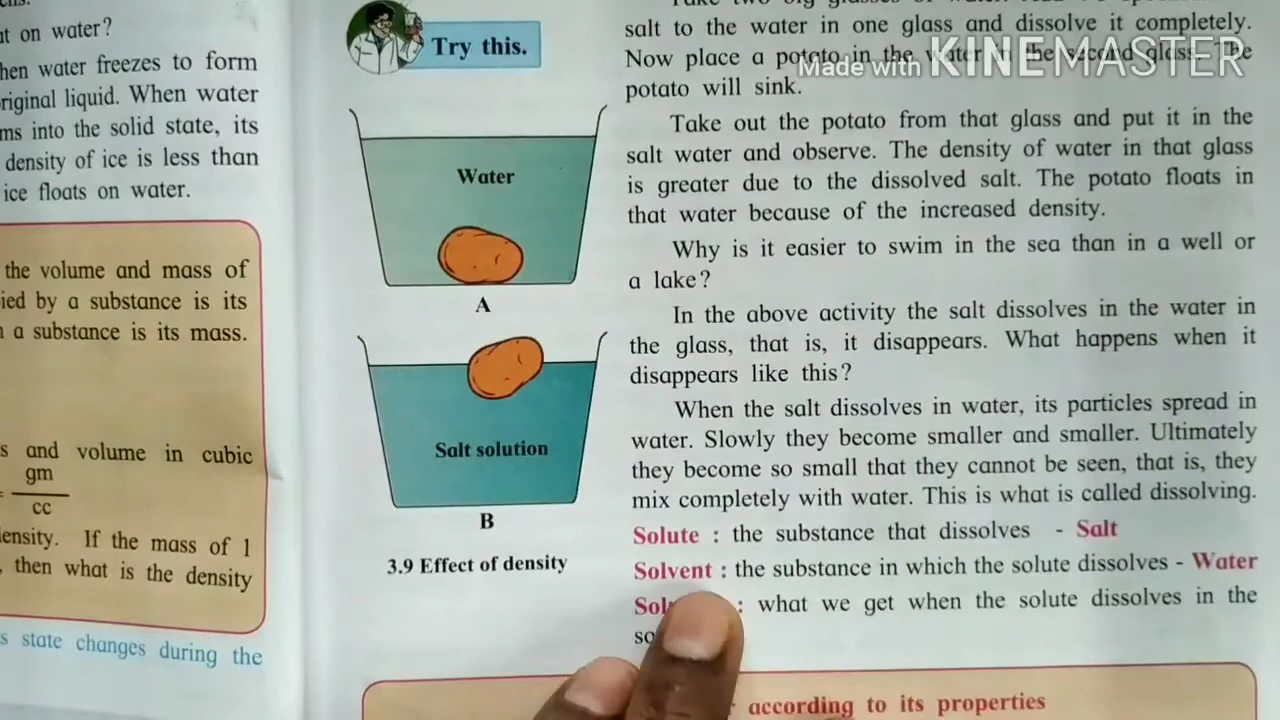 at on water?
hen water freezes to form
riginal liquid. When water
ms into the solid state, its
density of ice is less than
ice floats on water.
the volume and mass of
ied by a substance is its
a substance is its mass.
s and volume in cubic
= gm
cc
density. If the mass of 1
, then what is the density
s state changes during the
Try this.
Water
A
Salt solution
B
3.9 Effect of density
salt to the water in one glass and dissolve it completely.
Now place a potato in the water in the second glass. The
potato will sink.
Take out the potato from that glass and put it in the
salt water and observe. The density of water in that glass
is greater due to the dissolved salt. The potato floats in
that water because of the increased density.
Why is it easier to swim in the sea than in a well or
a lake?
In the above activity the salt dissolves in the water in
the glass, that is, it disappears. What happens when it
disappears like this?
When the salt dissolves in water, its particles spread in
water. Slowly they become smaller and smaller. Ultimately
they become so small that they cannot be seen, that is, they
mix completely with water. This is what is called dissolving.
Solute : the substance that dissolves - Salt
Solvent : the substance in which the solute dissolves - Water
Sol : what we get when the solute dissolves in the
so
according to its properties
Made with KINEMASTER